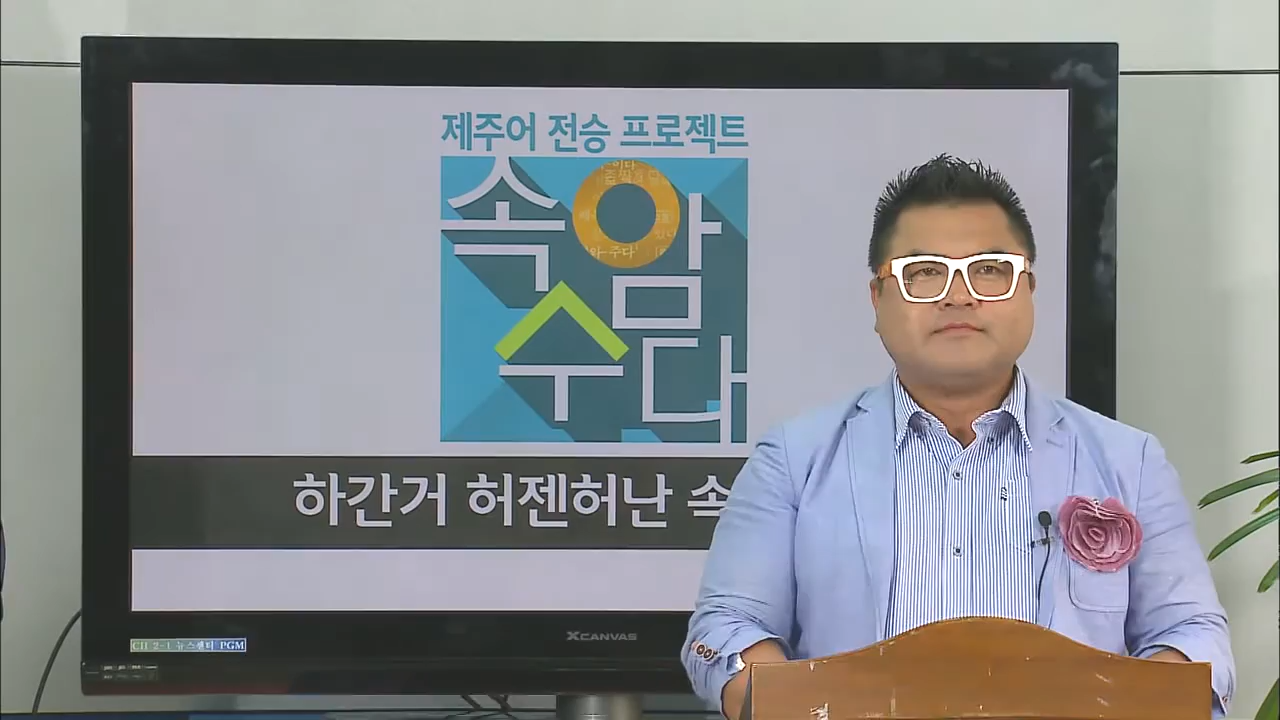 제주어 전승 프로젝트
속암
수다
하간거 허젠허난 속
XCANVAS
CH 2-1 뉴스센터 PGM